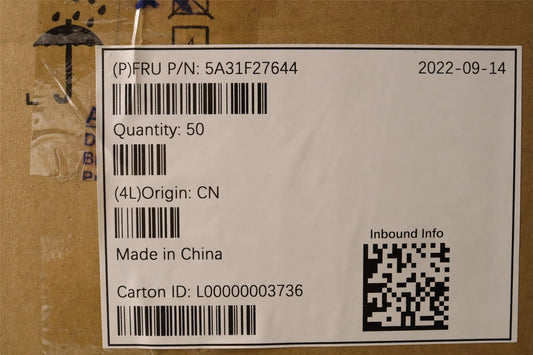 (P)FRU P/N: 5A31F27644
2022-09-14
Quantity: 50
(4L)Origin: CN
Made in China
Inbound Info
Carton ID: L00000003736